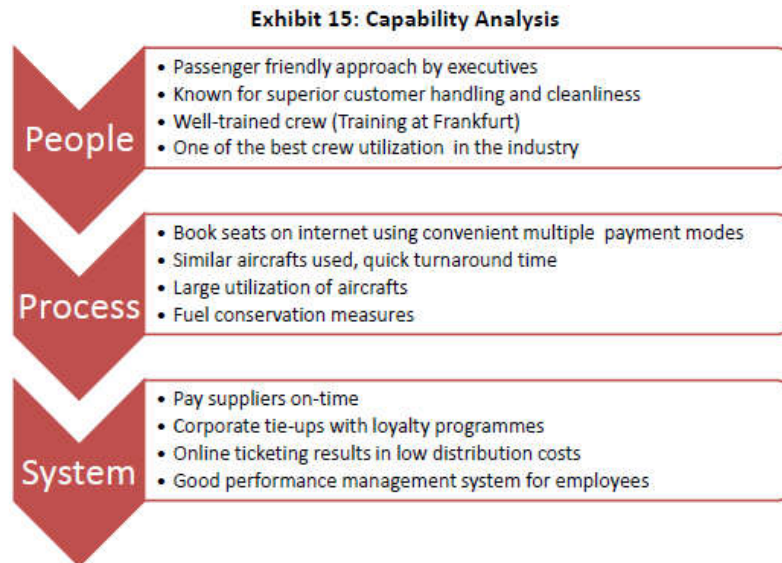 Exhibit 15: Capability Analysis
People
• Passenger friendly approach by executives
• Known for superior customer handling and cleanliness
• Well-trained crew (Training at Frankfurt)
• One of the best crew utilization in the industry
Process
• Book seats on internet using convenient multiple payment modes
• Similar aircrafts used, quick turnaround time
• Large utilization of aircrafts
• Fuel conservation measures
System
• Pay suppliers on-time
• Corporate tie-ups with loyalty programmes
• Online ticketing results in low distribution costs
• Good performance management system for employees